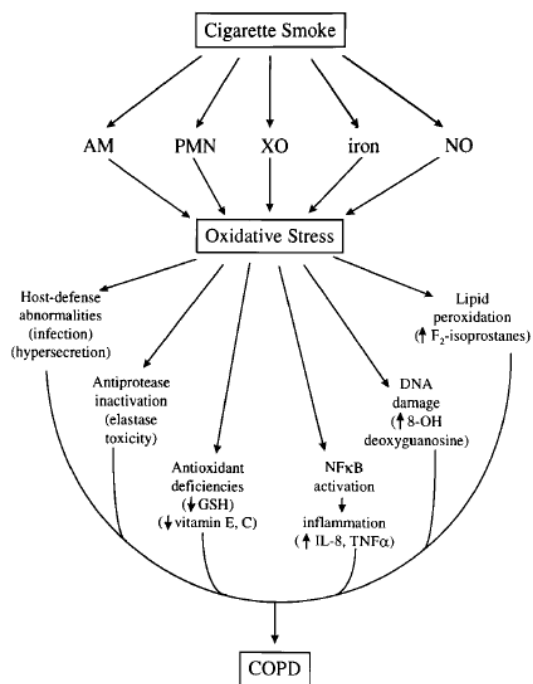 Cigarette Smoke
AM PMN XO iron NO
Oxidative Stress
Host-defense
abnormalities
(infection)
(hypersecretion)
Lipid
peroxidation
(↑ F₂-isoprostanes)
Antiprotease
inactivation
(elastase
toxicity)
DNA
damage
(↑ 8-OH
deoxyguanosine)
Antioxidant
deficiencies
(↓ GSH)
(↓ vitamin E, C)
NFκB
activation
inflammation
(↑ IL-8, TNFα)
COPD